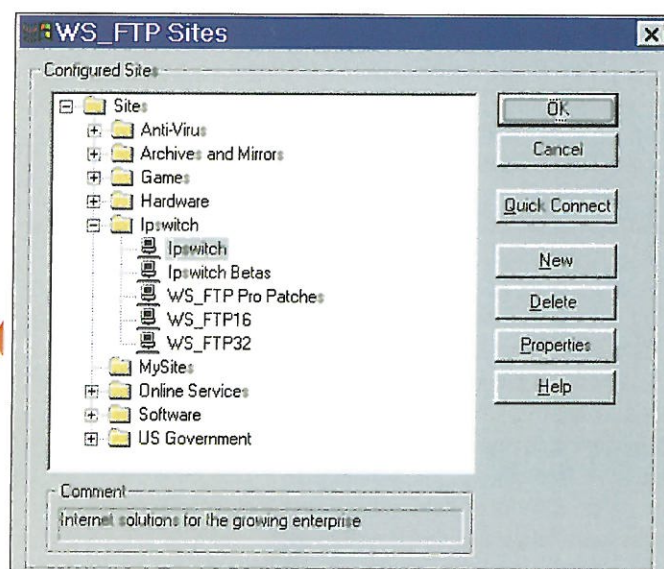 WS_FTP Sites
Configured Sites
Sites
Anti-Virus
Archives and Mirrors
Games
Hardware
Ipswitch
Ipswitch
Ipswitch Betas
WS_FTP Pro Patches
WS_FTP16
WS_FTP32
MySites
Online Services
Software
US Government
OK
Cancel
Quick Connect
New
Delete
Properties
Help
Comment
Internet solutions for the growing enterprise